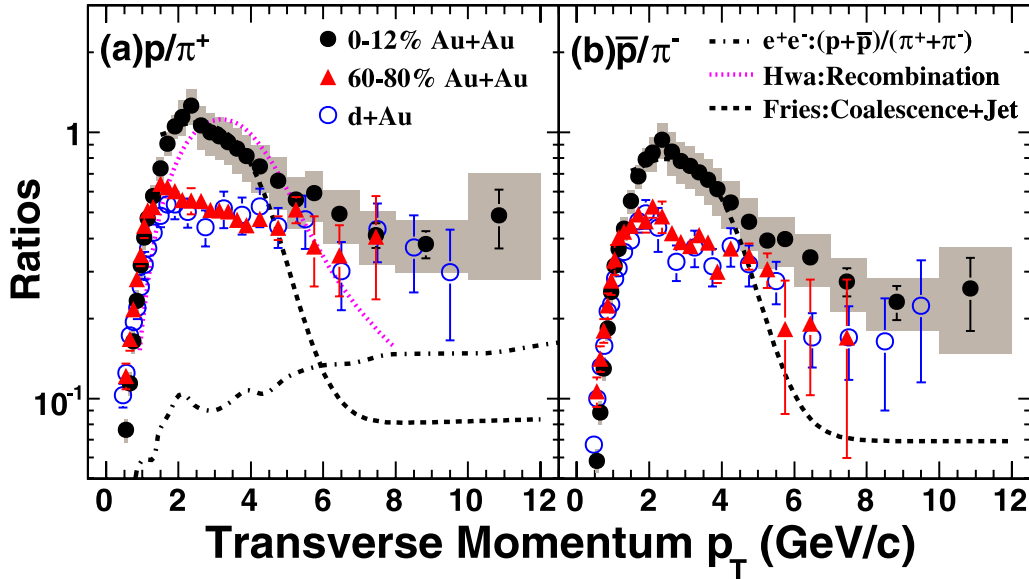 (a)p/π⁺
0-12% Au+Au
60-80% Au+Au
d+Au
(b)p̅/π⁻
e⁺e⁻:(p+p̅)/(π⁺+π⁻)
Hwa:Recombination
Fries:Coalescence+Jet
Ratios
1
10⁻¹
0 2 4 6 8 10 12
0 2 4 6 8 10 12
Transverse Momentum p_T (GeV/c)